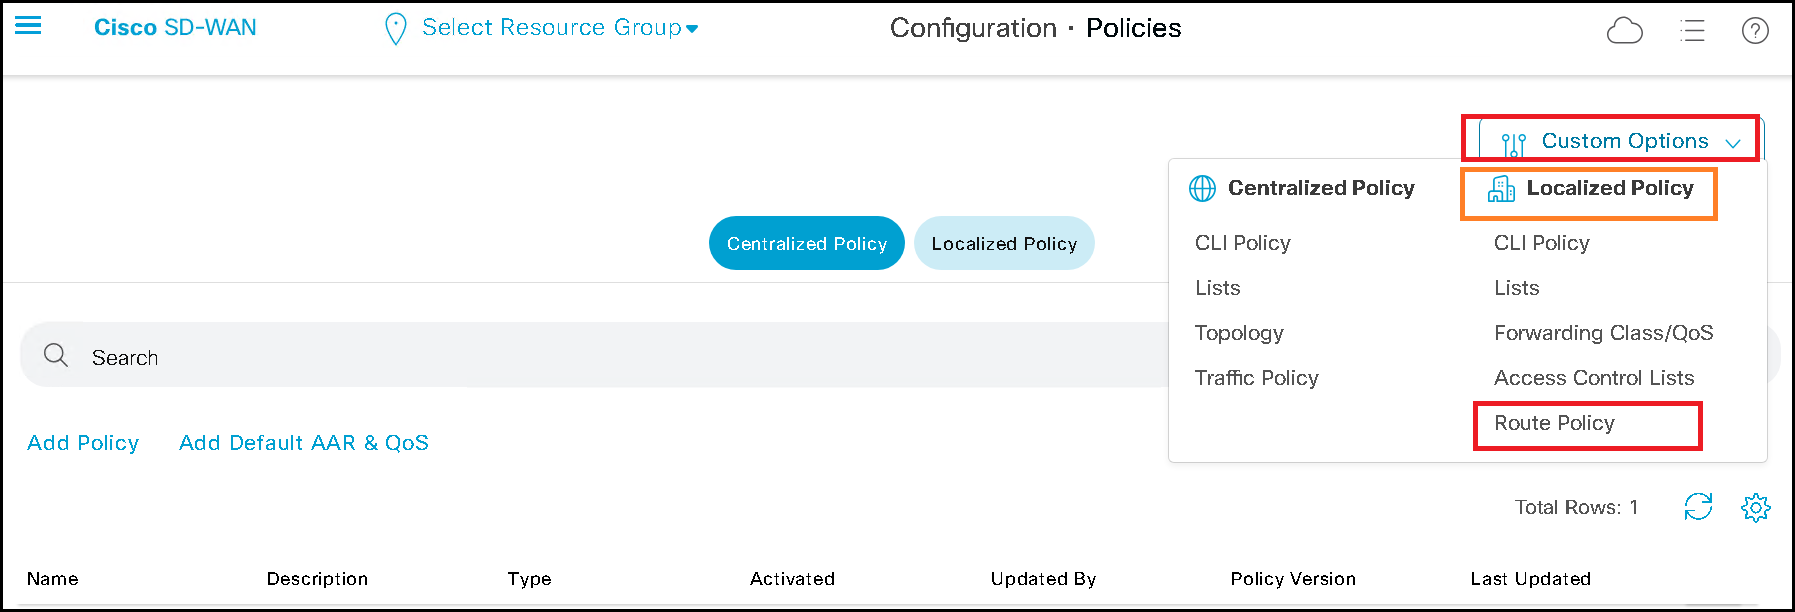 Cisco SD-WAN
Select Resource Group
Configuration · Policies
Custom Options
Centralized Policy
CLI Policy
Lists
Topology
Traffic Policy
Localized Policy
CLI Policy
Lists
Forwarding Class/QoS
Access Control Lists
Route Policy
Centralized Policy
Localized Policy
Search
Add Policy
Add Default AAR & QoS
Total Rows: 1
Name Description Type Activated Updated By Policy Version Last Updated